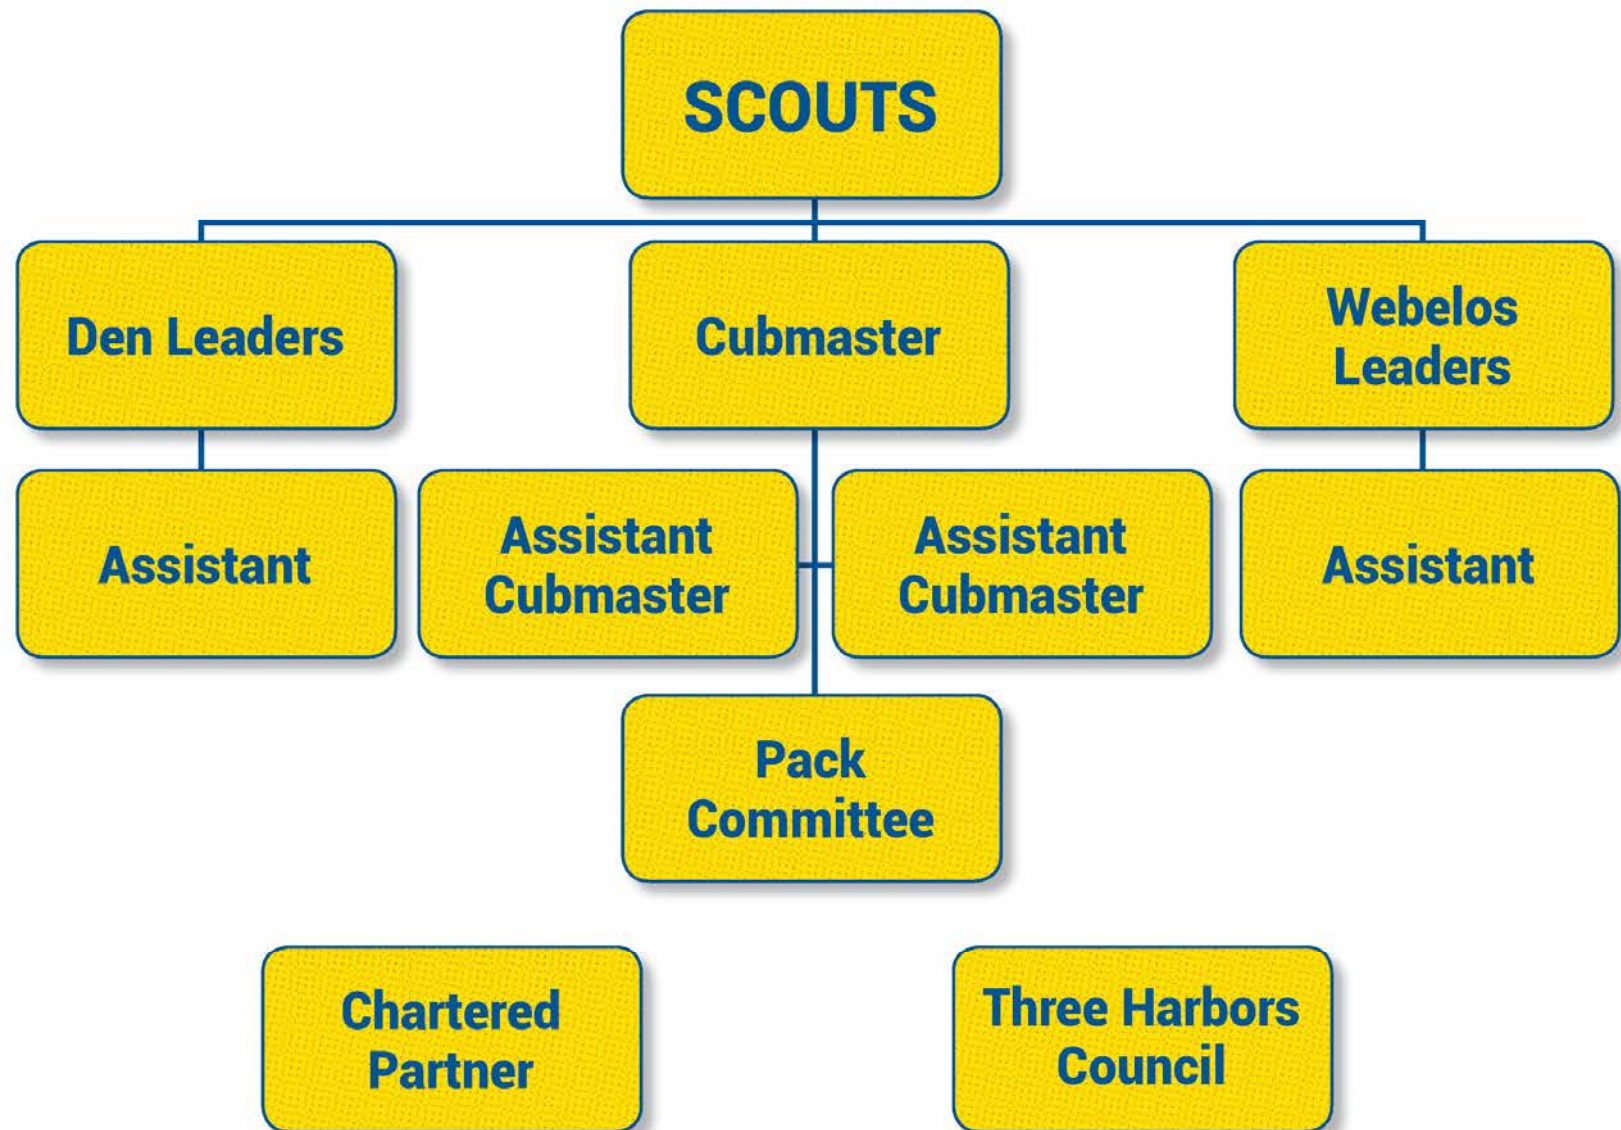 SCOUTS
Den Leaders
Cubmaster
Webelos
Leaders
Assistant
Assistant
Cubmaster
Assistant
Cubmaster
Assistant
Pack
Committee
Chartered
Partner
Three Harbors
Council